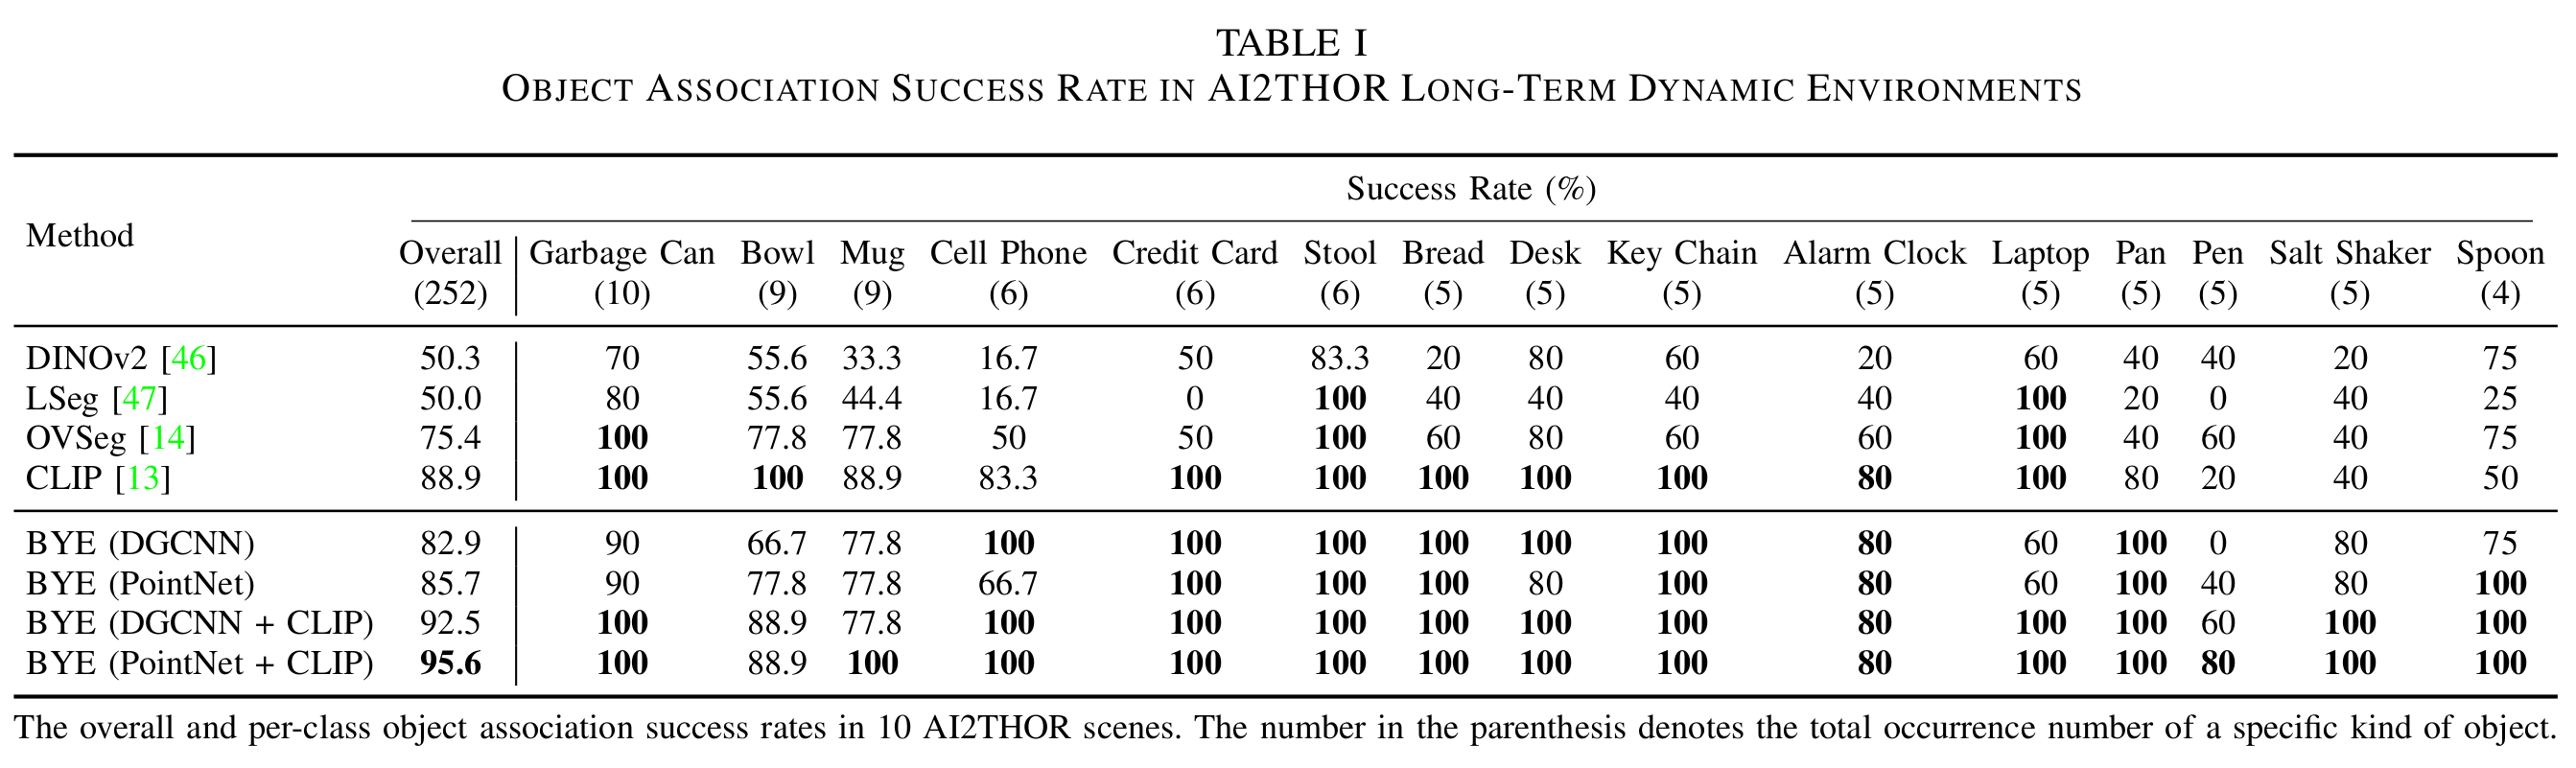 TABLE I
OBJECT ASSOCIATION SUCCESS RATE IN AI2THOR LONG-TERM DYNAMIC ENVIRONMENTS
Success Rate (%)
Method
Overall Garbage Can Bowl Mug Cell Phone Credit Card Stool Bread Desk Key Chain Alarm Clock Laptop Pan Pen Salt Shaker Spoon
(252) (10) (9) (9) (6) (6) (6) (5) (5) (5) (5) (5) (5) (5) (5) (4)
DINOv2 [46] 50.3 70 55.6 33.3 16.7 50 83.3 20 80 60 20 60 40 40 20 75
LSeg [47] 50.0 80 55.6 44.4 16.7 0 100 40 40 40 40 100 20 0 40 25
OVSeg [14] 75.4 100 77.8 77.8 50 50 100 60 80 60 60 100 40 60 40 75
CLIP [13] 88.9 100 100 88.9 83.3 100 100 100 100 100 80 100 80 20 40 50
BYE (DGCNN) 82.9 90 66.7 77.8 100 100 100 100 100 100 80 60 100 0 80 75
BYE (PointNet) 85.7 90 77.8 77.8 66.7 100 100 100 80 100 80 60 100 40 80 100
BYE (DGCNN + CLIP) 92.5 100 88.9 77.8 100 100 100 100 100 100 80 100 100 60 100 100
BYE (PointNet + CLIP) 95.6 100 88.9 100 100 100 100 100 100 100 80 100 100 80 100 100
The overall and per-class object association success rates in 10 AI2THOR scenes. The number in the parenthesis denotes the total occurrence number of a specific kind of object.